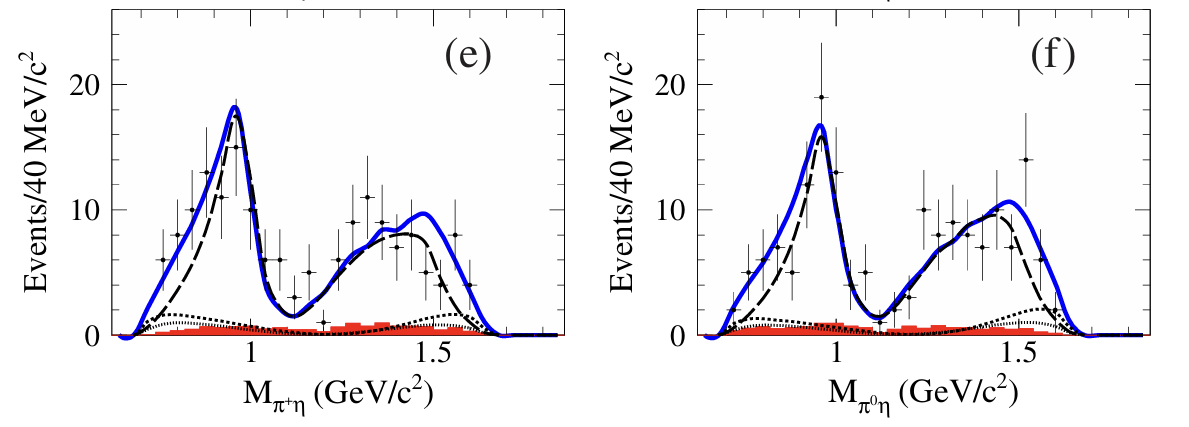 (e)
Events/40 MeV/c²
20
10
0
1
1.5
M_{π⁺η} (GeV/c²)
(f)
Events/40 MeV/c²
20
10
0
1
1.5
M_{π⁰η} (GeV/c²)